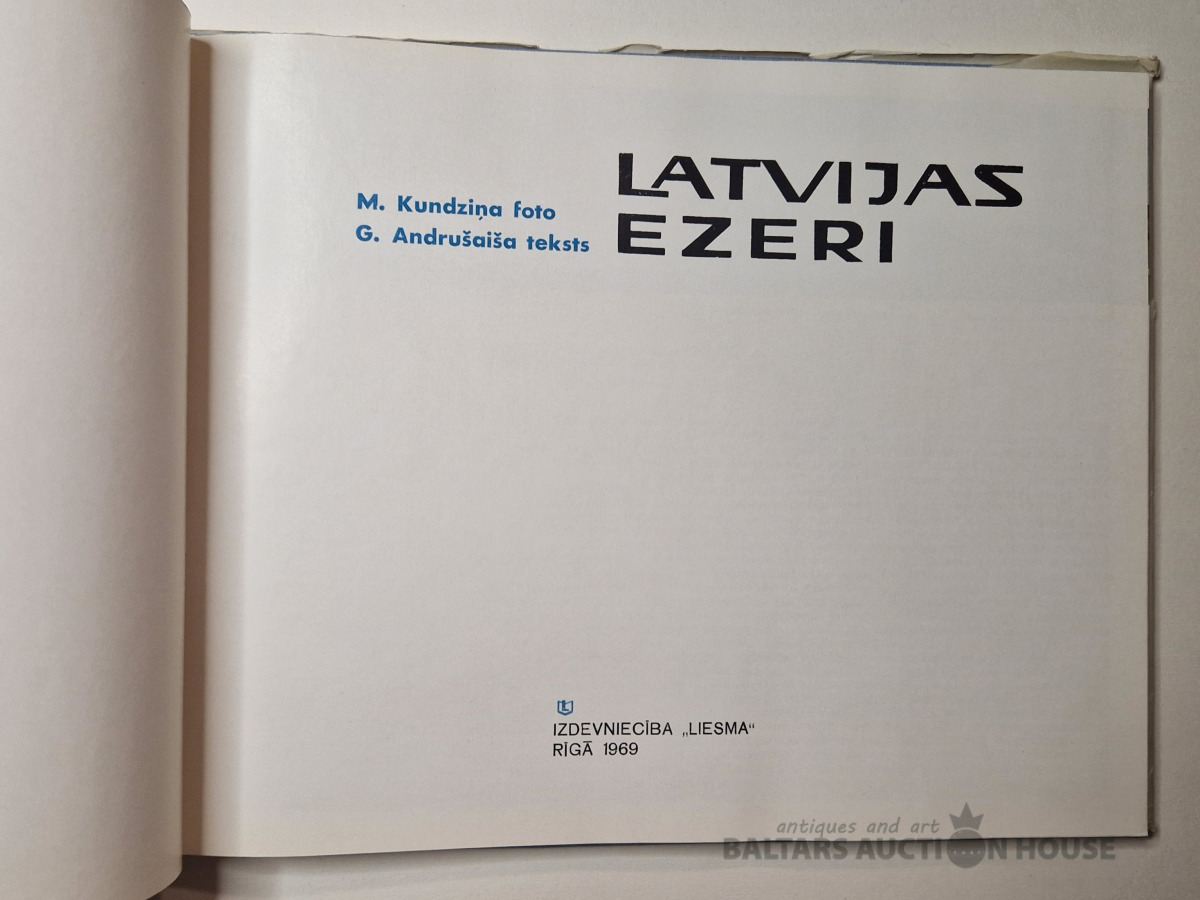 M. Kundziņa foto
G. Andrušaiša teksts
LATVIJAS
EZERI
L
IZDEVNIECĪBA „LIESMA“
RĪGĀ 1969
antiques and art
BALTARS AUCTION HOUSE